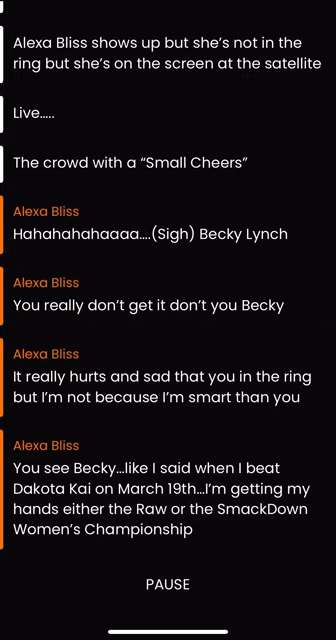 Alexa Bliss shows up but she's not in the
ring but she's on the screen at the satellite
Live.....
The crowd with a “Small Cheers”
Alexa Bliss
Hahahahahaaaa....(Sigh) Becky Lynch
Alexa Bliss
You really don't get it don't you Becky
Alexa Bliss
It really hurts and sad that you in the ring
but I'm not because I'm smart than you
Alexa Bliss
You see Becky...like I said when I beat
Dakota Kai on March 19th...I'm getting my
hands either the Raw or the SmackDown
Women's Championship
PAUSE